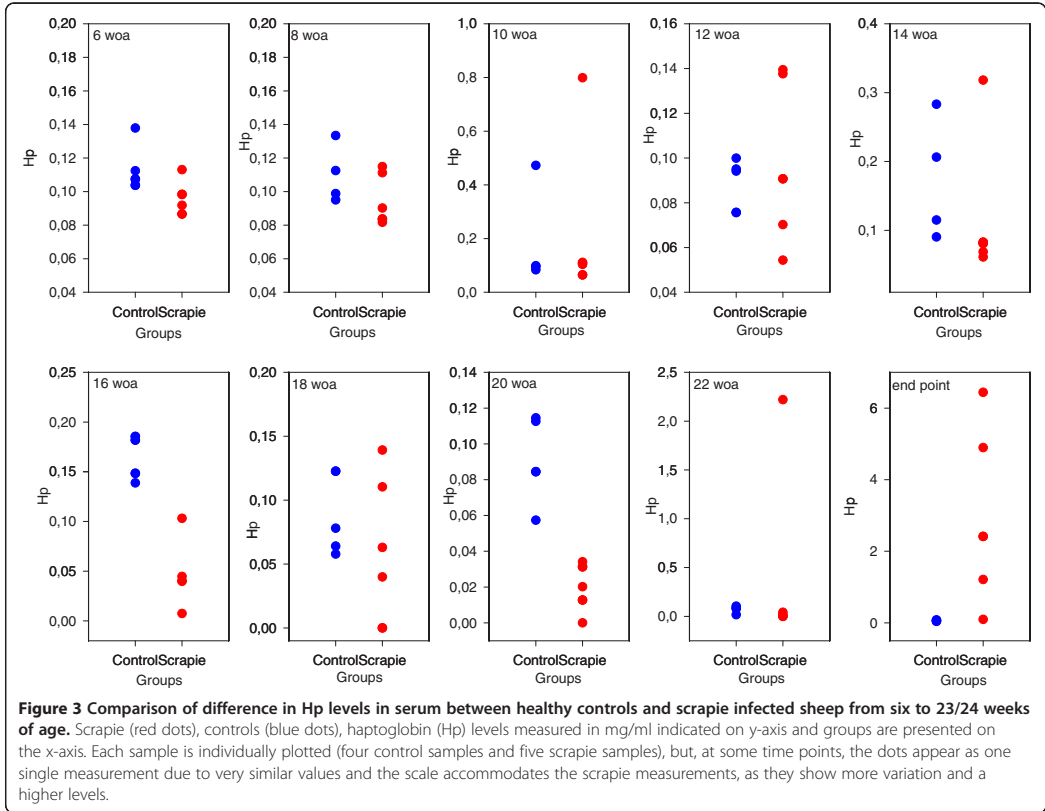 6 woa
0,20
0,18
0,16
0,14
0,12
0,10
0,08
0,06
0,04
Hp
ControlScrapie
Groups
8 woa
0,20
0,18
0,16
0,14
0,12
0,10
0,08
0,06
0,04
Hp
ControlScrapie
Groups
10 woa
1,0
0,8
0,6
0,4
0,2
0,0
Hp
ControlScrapie
Groups
12 woa
0,16
0,14
0,12
0,10
0,08
0,06
0,04
Hp
ControlScrapie
Groups
14 woa
0,4
0,3
0,2
0,1
Hp
ControlScrapie
Groups
16 woa
0,25
0,20
0,15
0,10
0,05
0,00
Hp
ControlScrapie
Groups
18 woa
0,20
0,15
0,10
0,05
0,00
Hp
ControlScrapie
Groups
20 woa
0,14
0,12
0,10
0,08
0,06
0,04
0,02
0,00
Hp
ControlScrapie
Groups
22 woa
2,5
2,0
1,5
1,0
0,5
0,0
Hp
ControlScrapie
Groups
end point
6
4
2
0
Hp
ControlScrapie
Groups
Figure 3 Comparison of difference in Hp levels in serum between healthy controls and scrapie infected sheep from six to 23/24 weeks
of age. Scrapie (red dots), controls (blue dots), haptoglobin (Hp) levels measured in mg/ml indicated on y-axis and groups are presented on
the x-axis. Each sample is individually plotted (four control samples and five scrapie samples), but, at some time points, the dots appear as one
single measurement due to very similar values and the scale accommodates the scrapie measurements, as they show more variation and a
higher levels.